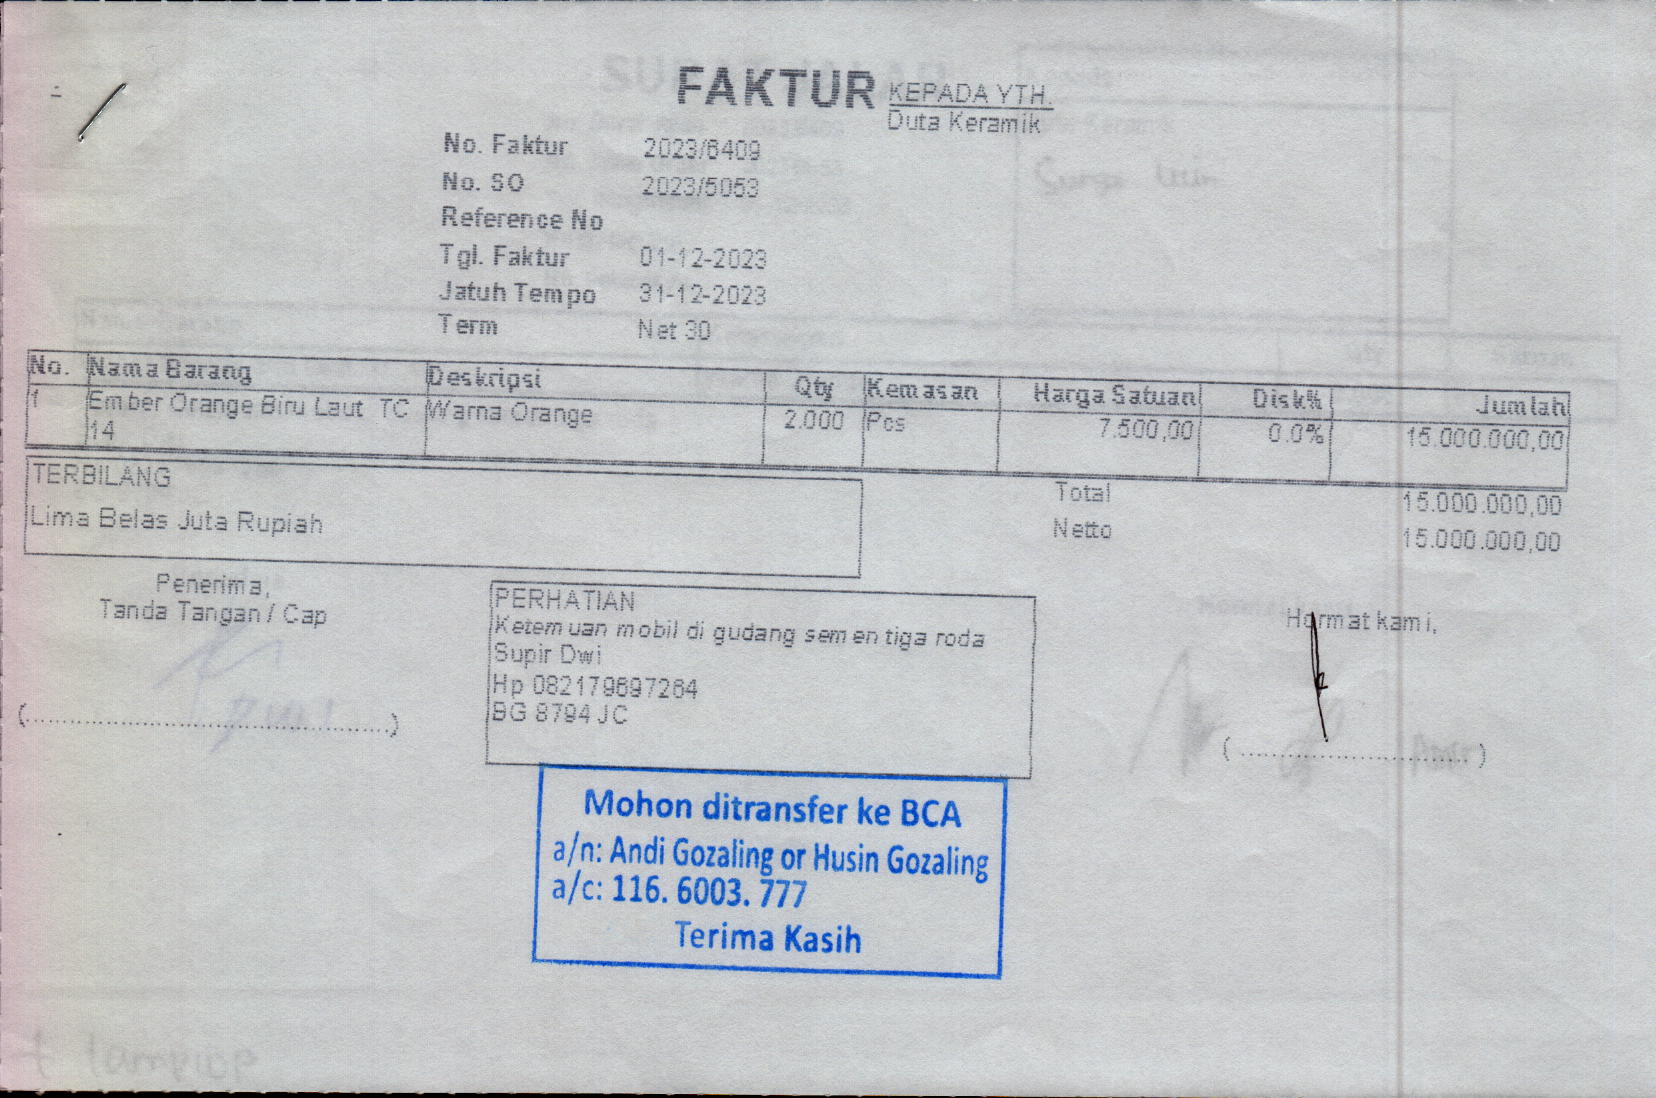 FAKTUR
KEPADA YTH.
Duta Keramik
No. Faktur 2023/6409
No. SO 2023/5053
Reference No
Tgl. Faktur 01-12-2023
Jatuh Tempo 31-12-2023
Term Net 30
No. Nama Barang Deskripsi Qty Kemasan Harga Satuan Disk% Jumlah
1 Ember Orange Biru Laut TC Warna Orange 2.000 Pcs 7.500,00 0.0% 15.000.000,00
14
TERBILANG
Lima Belas Juta Rupiah
Total 15.000.000,00
Netto 15.000.000,00
Penerima,
Tanda Tangan / Cap
(....................................................)
PERHATIAN
Ketemuan mobil di gudang semen tiga roda
Supir Dwi
Hp 082179697264
BG 8794 JC
Hormat kami,
(....................................)
Mohon ditransfer ke BCA
a/n: Andi Gozaling or Husin Gozaling
a/c: 116. 6003. 777
Terima Kasih